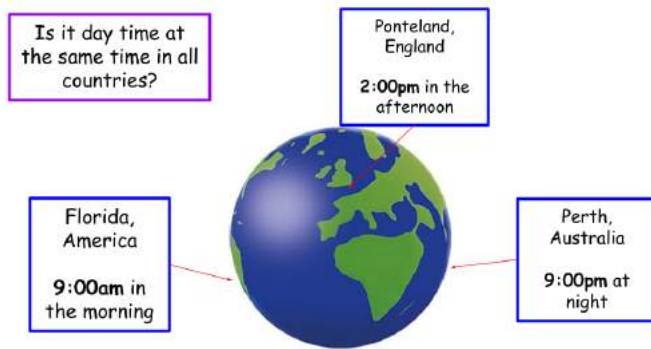 Is it day time at
the same time in all
countries?
Ponteland,
England
2:00pm in the
afternoon
Florida,
America
9:00am in
the morning
Perth,
Australia
9:00pm at
night